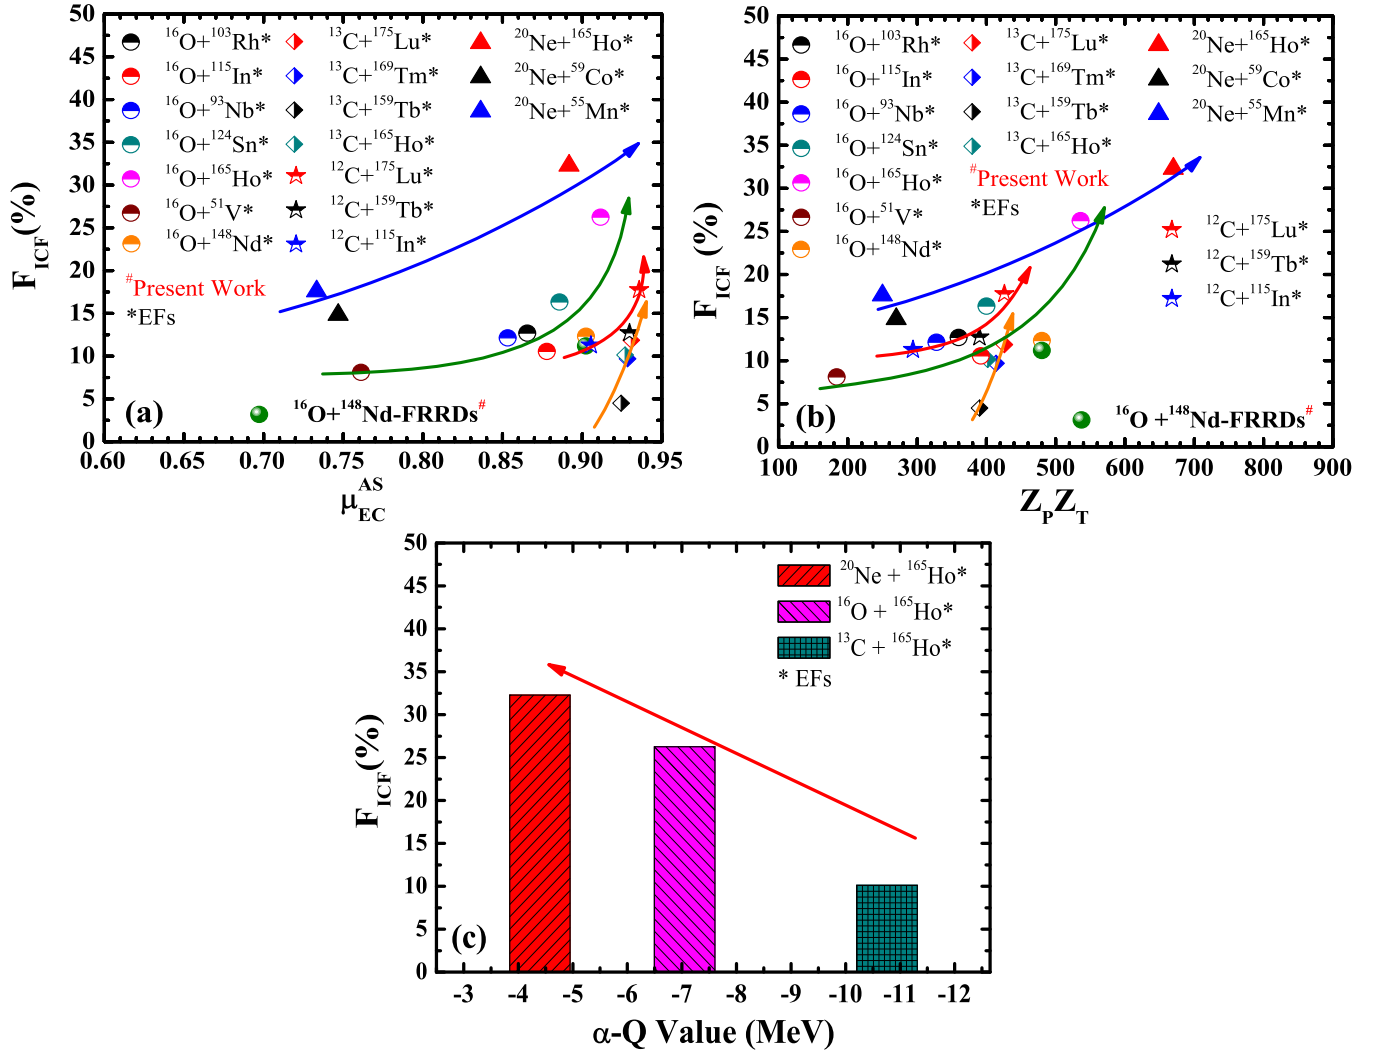 50
45
40
35
30
25
20
15
10
5
0
F_ICF(%)
16O+103Rh*
16O+115In*
16O+93Nb*
16O+124Sn*
16O+165Ho*
16O+51V*
16O+148Nd*
13C+175Lu*
13C+169Tm*
13C+159Tb*
13C+165Ho*
12C+175Lu*
12C+159Tb*
12C+115In*
20Ne+165Ho*
20Ne+59Co*
20Ne+55Mn*
#Present Work
*EFs
(a)
16O+148Nd-FRRDs#
0.60 0.65 0.70 0.75 0.80 0.85 0.90 0.95
μ_EC^AS
50
45
40
35
30
25
20
15
10
5
0
F_ICF(%)
16O+103Rh*
16O+115In*
16O+93Nb*
16O+124Sn*
16O+165Ho*
16O+51V*
16O+148Nd*
13C+175Lu*
13C+169Tm*
13C+159Tb*
13C+165Ho*
20Ne+165Ho*
20Ne+59Co*
20Ne+55Mn*
#Present Work
*EFs
12C+175Lu*
12C+159Tb*
12C+115In*
(b)
16O +148Nd-FRRDs#
100 200 300 400 500 600 700 800 900
Z_P Z_T
50
45
40
35
30
25
20
15
10
5
0
F_ICF(%)
20Ne + 165Ho*
16O + 165Ho*
13C + 165Ho*
* EFs
(c)
-3 -4 -5 -6 -7 -8 -9 -10 -11 -12
α-Q Value (MeV)